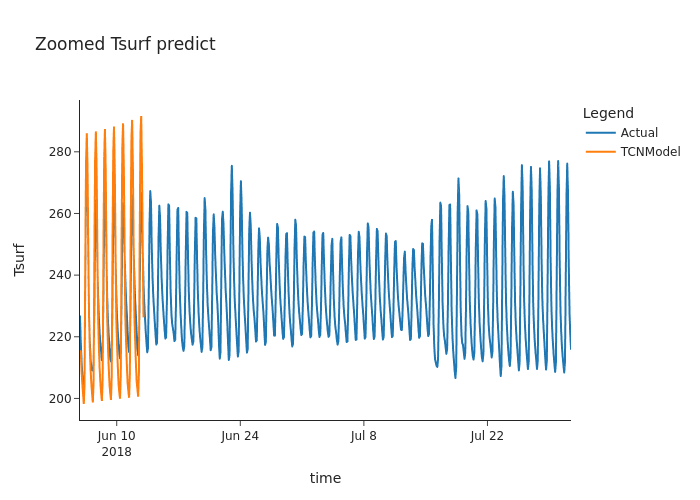 Zoomed Tsurf predict
Legend
Actual
TCNModel
280
260
240
220
200
Tsurf
Jun 10
2018
Jun 24
Jul 8
Jul 22
time